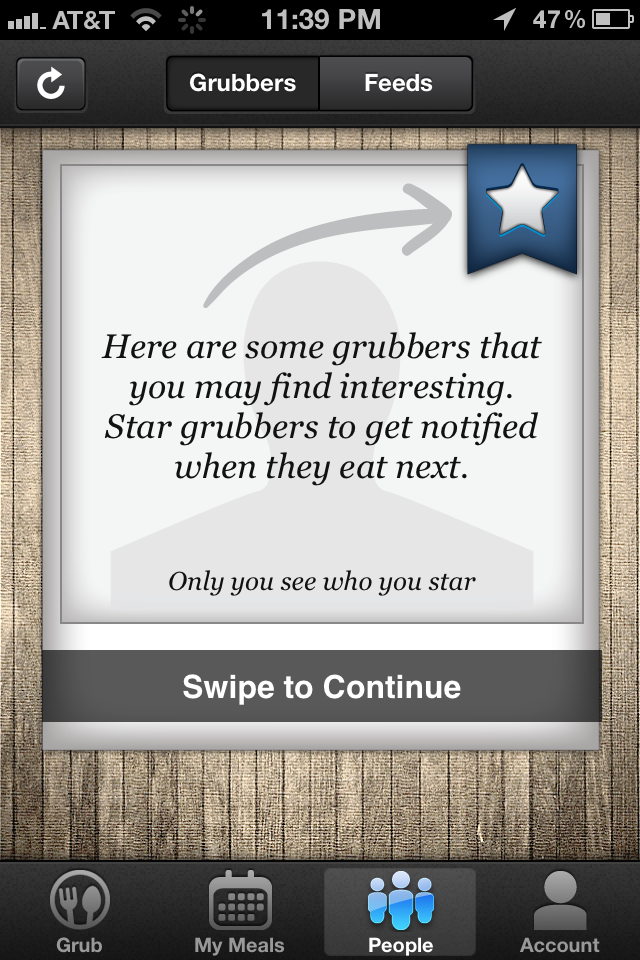 AT&T 11:39 PM 47%
Grubbers Feeds
Here are some grubbers that
you may find interesting.
Star grubbers to get notified
when they eat next.
Only you see who you star
Swipe to Continue
Grub My Meals People Account